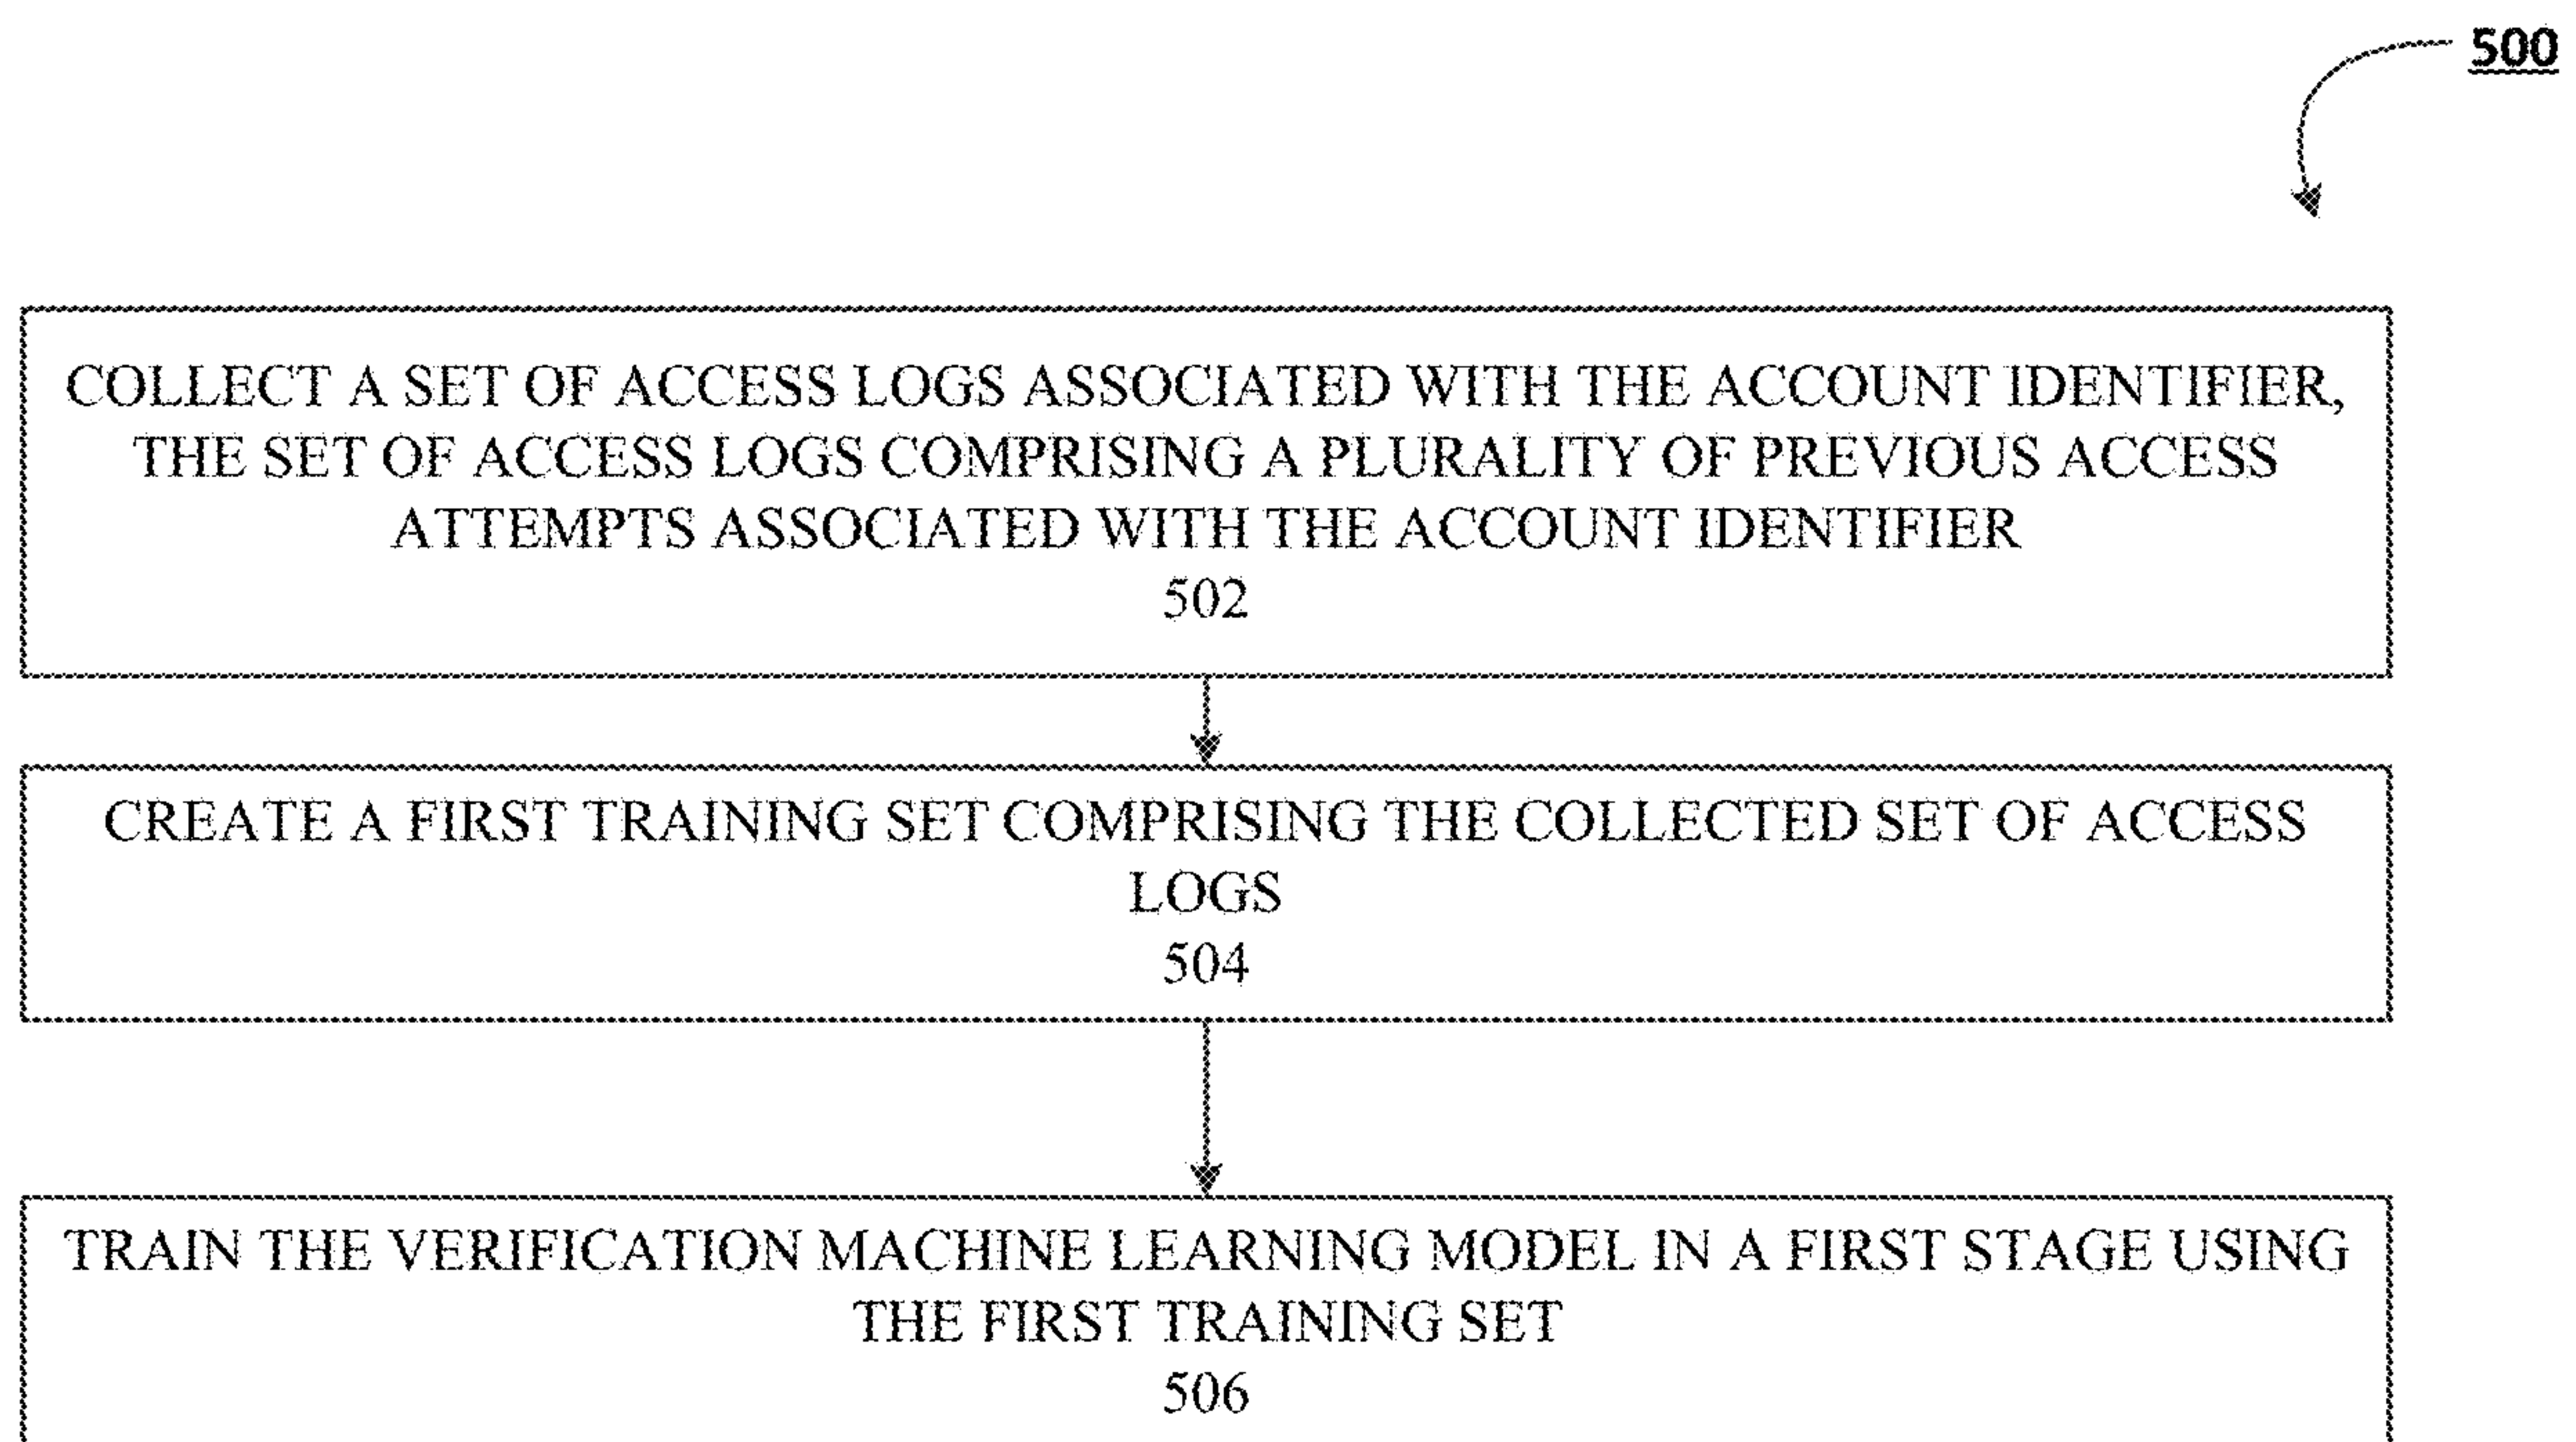 500
COLLECT A SET OF ACCESS LOGS ASSOCIATED WITH THE ACCOUNT IDENTIFIER,
THE SET OF ACCESS LOGS COMPRISING A PLURALITY OF PREVIOUS ACCESS
ATTEMPTS ASSOCIATED WITH THE ACCOUNT IDENTIFIER
502
CREATE A FIRST TRAINING SET COMPRISING THE COLLECTED SET OF ACCESS
LOGS
504
TRAIN THE VERIFICATION MACHINE LEARNING MODEL IN A FIRST STAGE USING
THE FIRST TRAINING SET
506